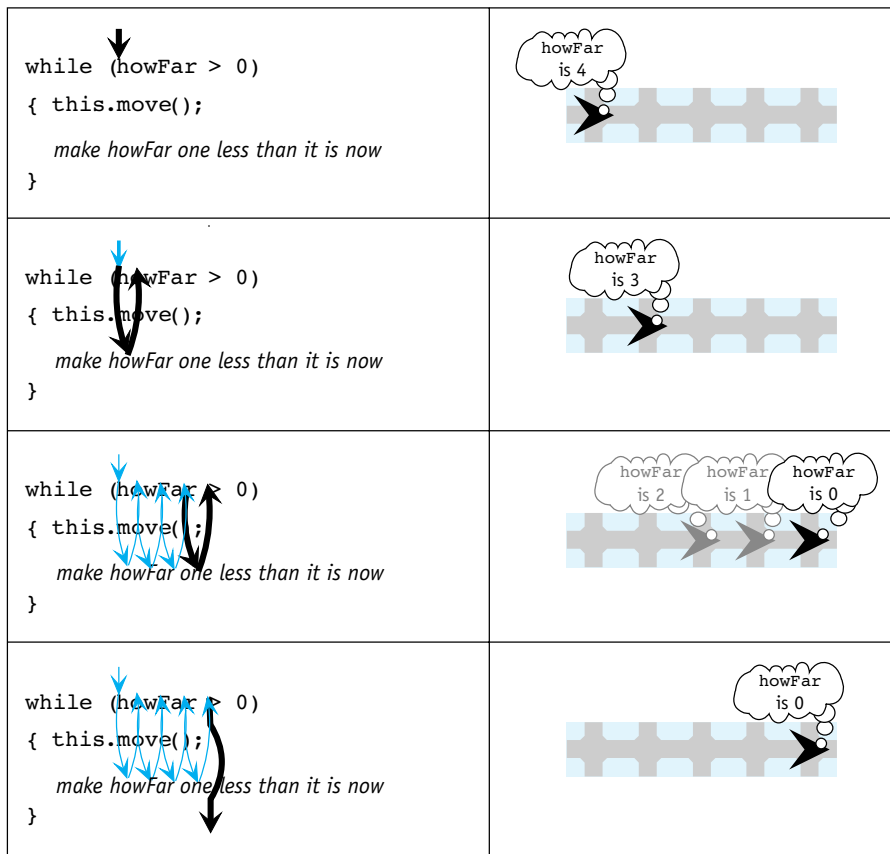 while (howFar > 0)
{ this.move();
make howFar one less than it is now
}
howFar
is 4
while (howFar > 0)
{ this.move();
make howFar one less than it is now
}
howFar
is 3
while (howFar > 0)
{ this.move();
make howFar one less than it is now
}
howFar
is 2
howFar
is 1
howFar
is 0
while (howFar > 0)
{ this.move();
make howFar one less than it is now
}
howFar
is 0